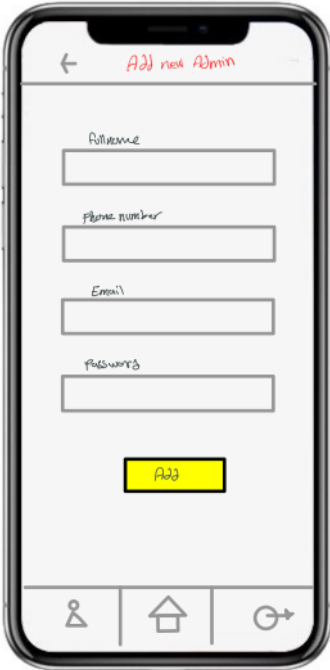 Add new Admin
fullname
phone number
Email
password
Add